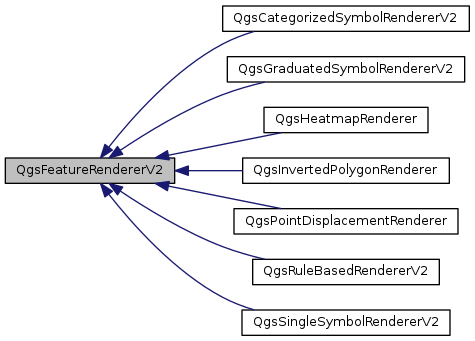 QgsCategorizedSymbolRendererV2
QgsGraduatedSymbolRendererV2
QgsHeatmapRenderer
QgsFeatureRendererV2
QgsInvertedPolygonRenderer
QgsPointDisplacementRenderer
QgsRuleBasedRendererV2
QgsSingleSymbolRendererV2